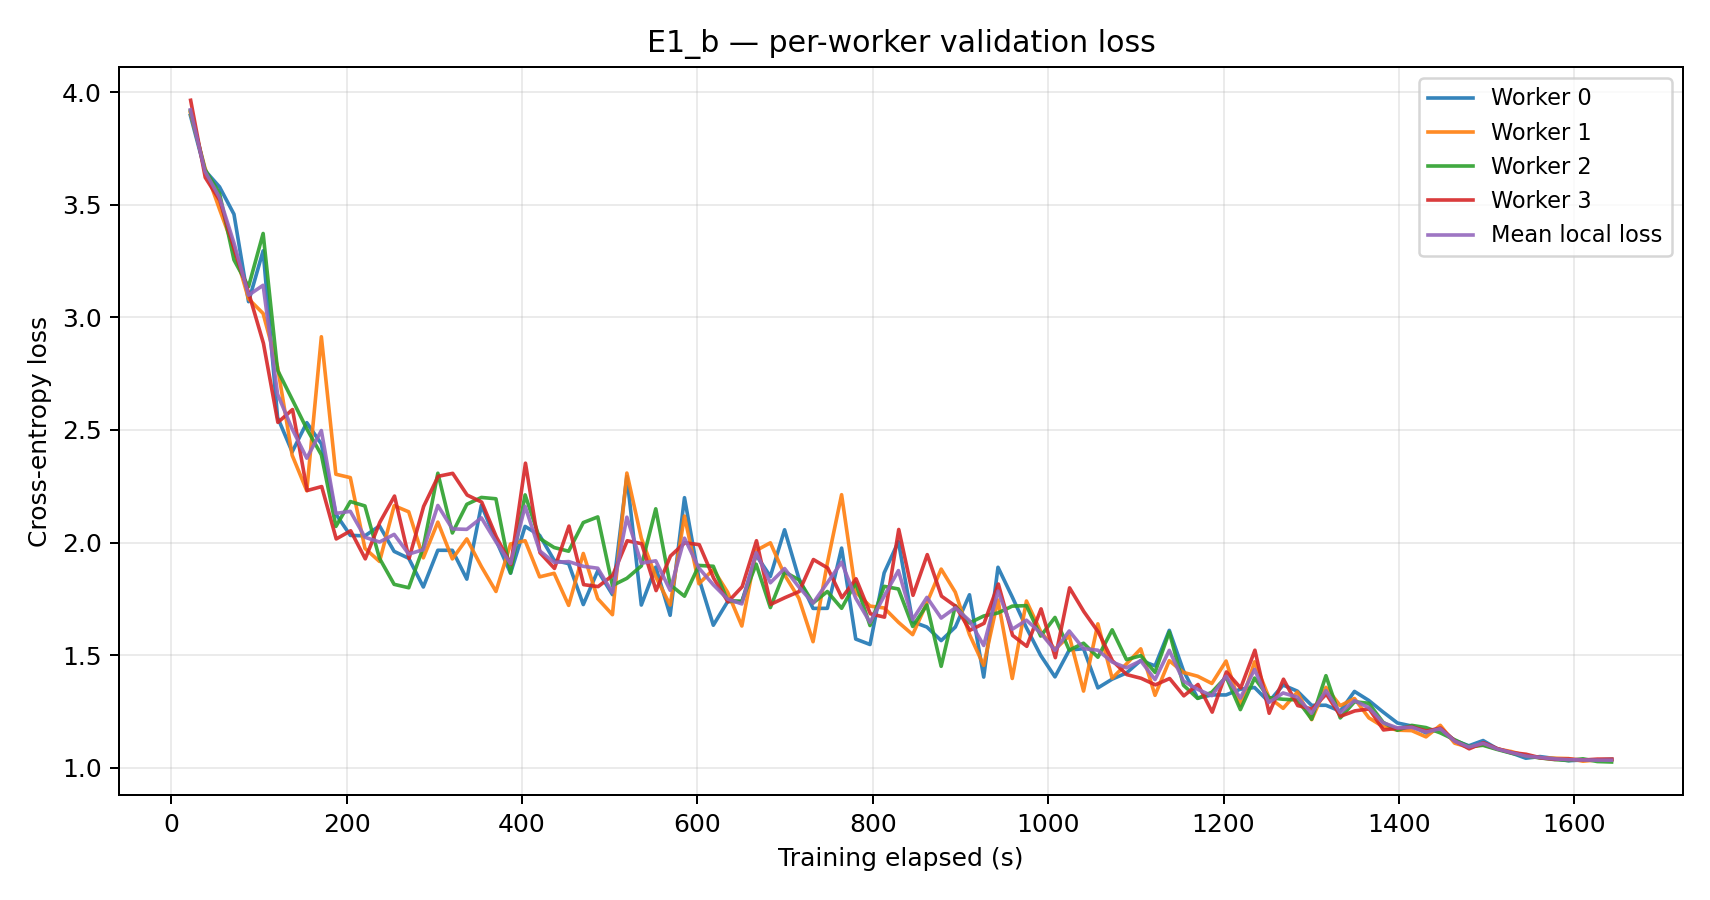 E1_b — per-worker validation loss
Cross-entropy loss
4.0
3.5
3.0
2.5
2.0
1.5
1.0
Worker 0
Worker 1
Worker 2
Worker 3
Mean local loss
0 200 400 600 800 1000 1200 1400 1600
Training elapsed (s)